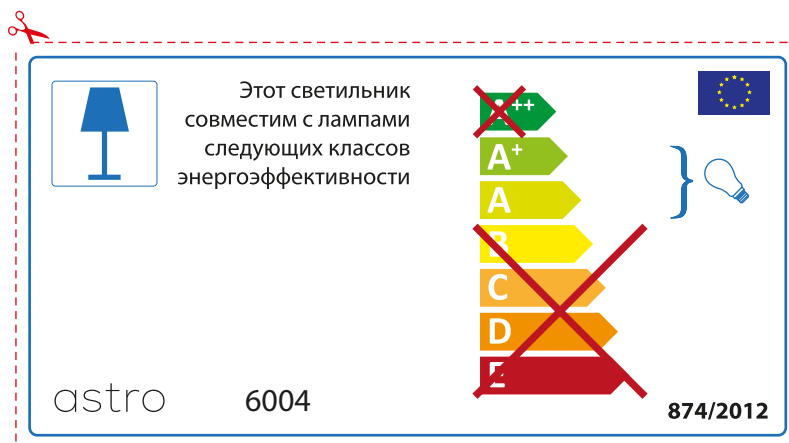 Этот светильник
совместим с лампами
следующих классов
энергоэффективности
A++
A+
A
B
C
D
E
astro
6004
874/2012